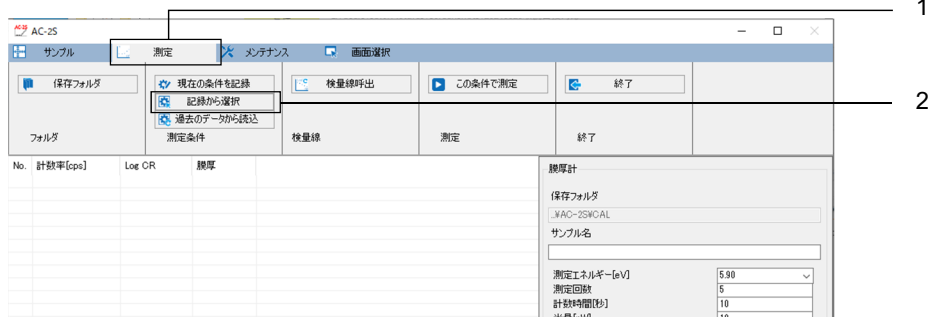 1
AC-2S
サンプル 測定 メンテナンス 画面選択
保存フォルダ 現在の条件を記録 検量線呼出 この条件で測定 終了
記録から選択
2
過去のデータから読込
フォルダ 測定条件 検量線 測定 終了
No. 計数率[cps] Log CR 膜厚
膜厚計
保存フォルダ
..¥AC-2S¥CAL
サンプル名
測定エネルギー[eV] 5.90
測定回数 5
計数時間[秒] 10
光量[nW] 10